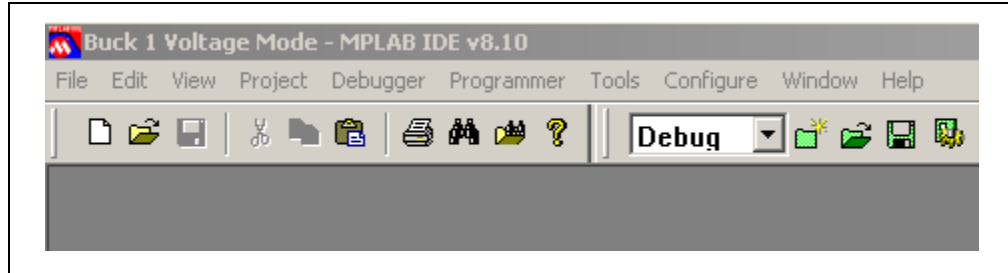 Buck 1 Voltage Mode - MPLAB IDE v8.10
File Edit View Project Debugger Programmer Tools Configure Window Help
Debug